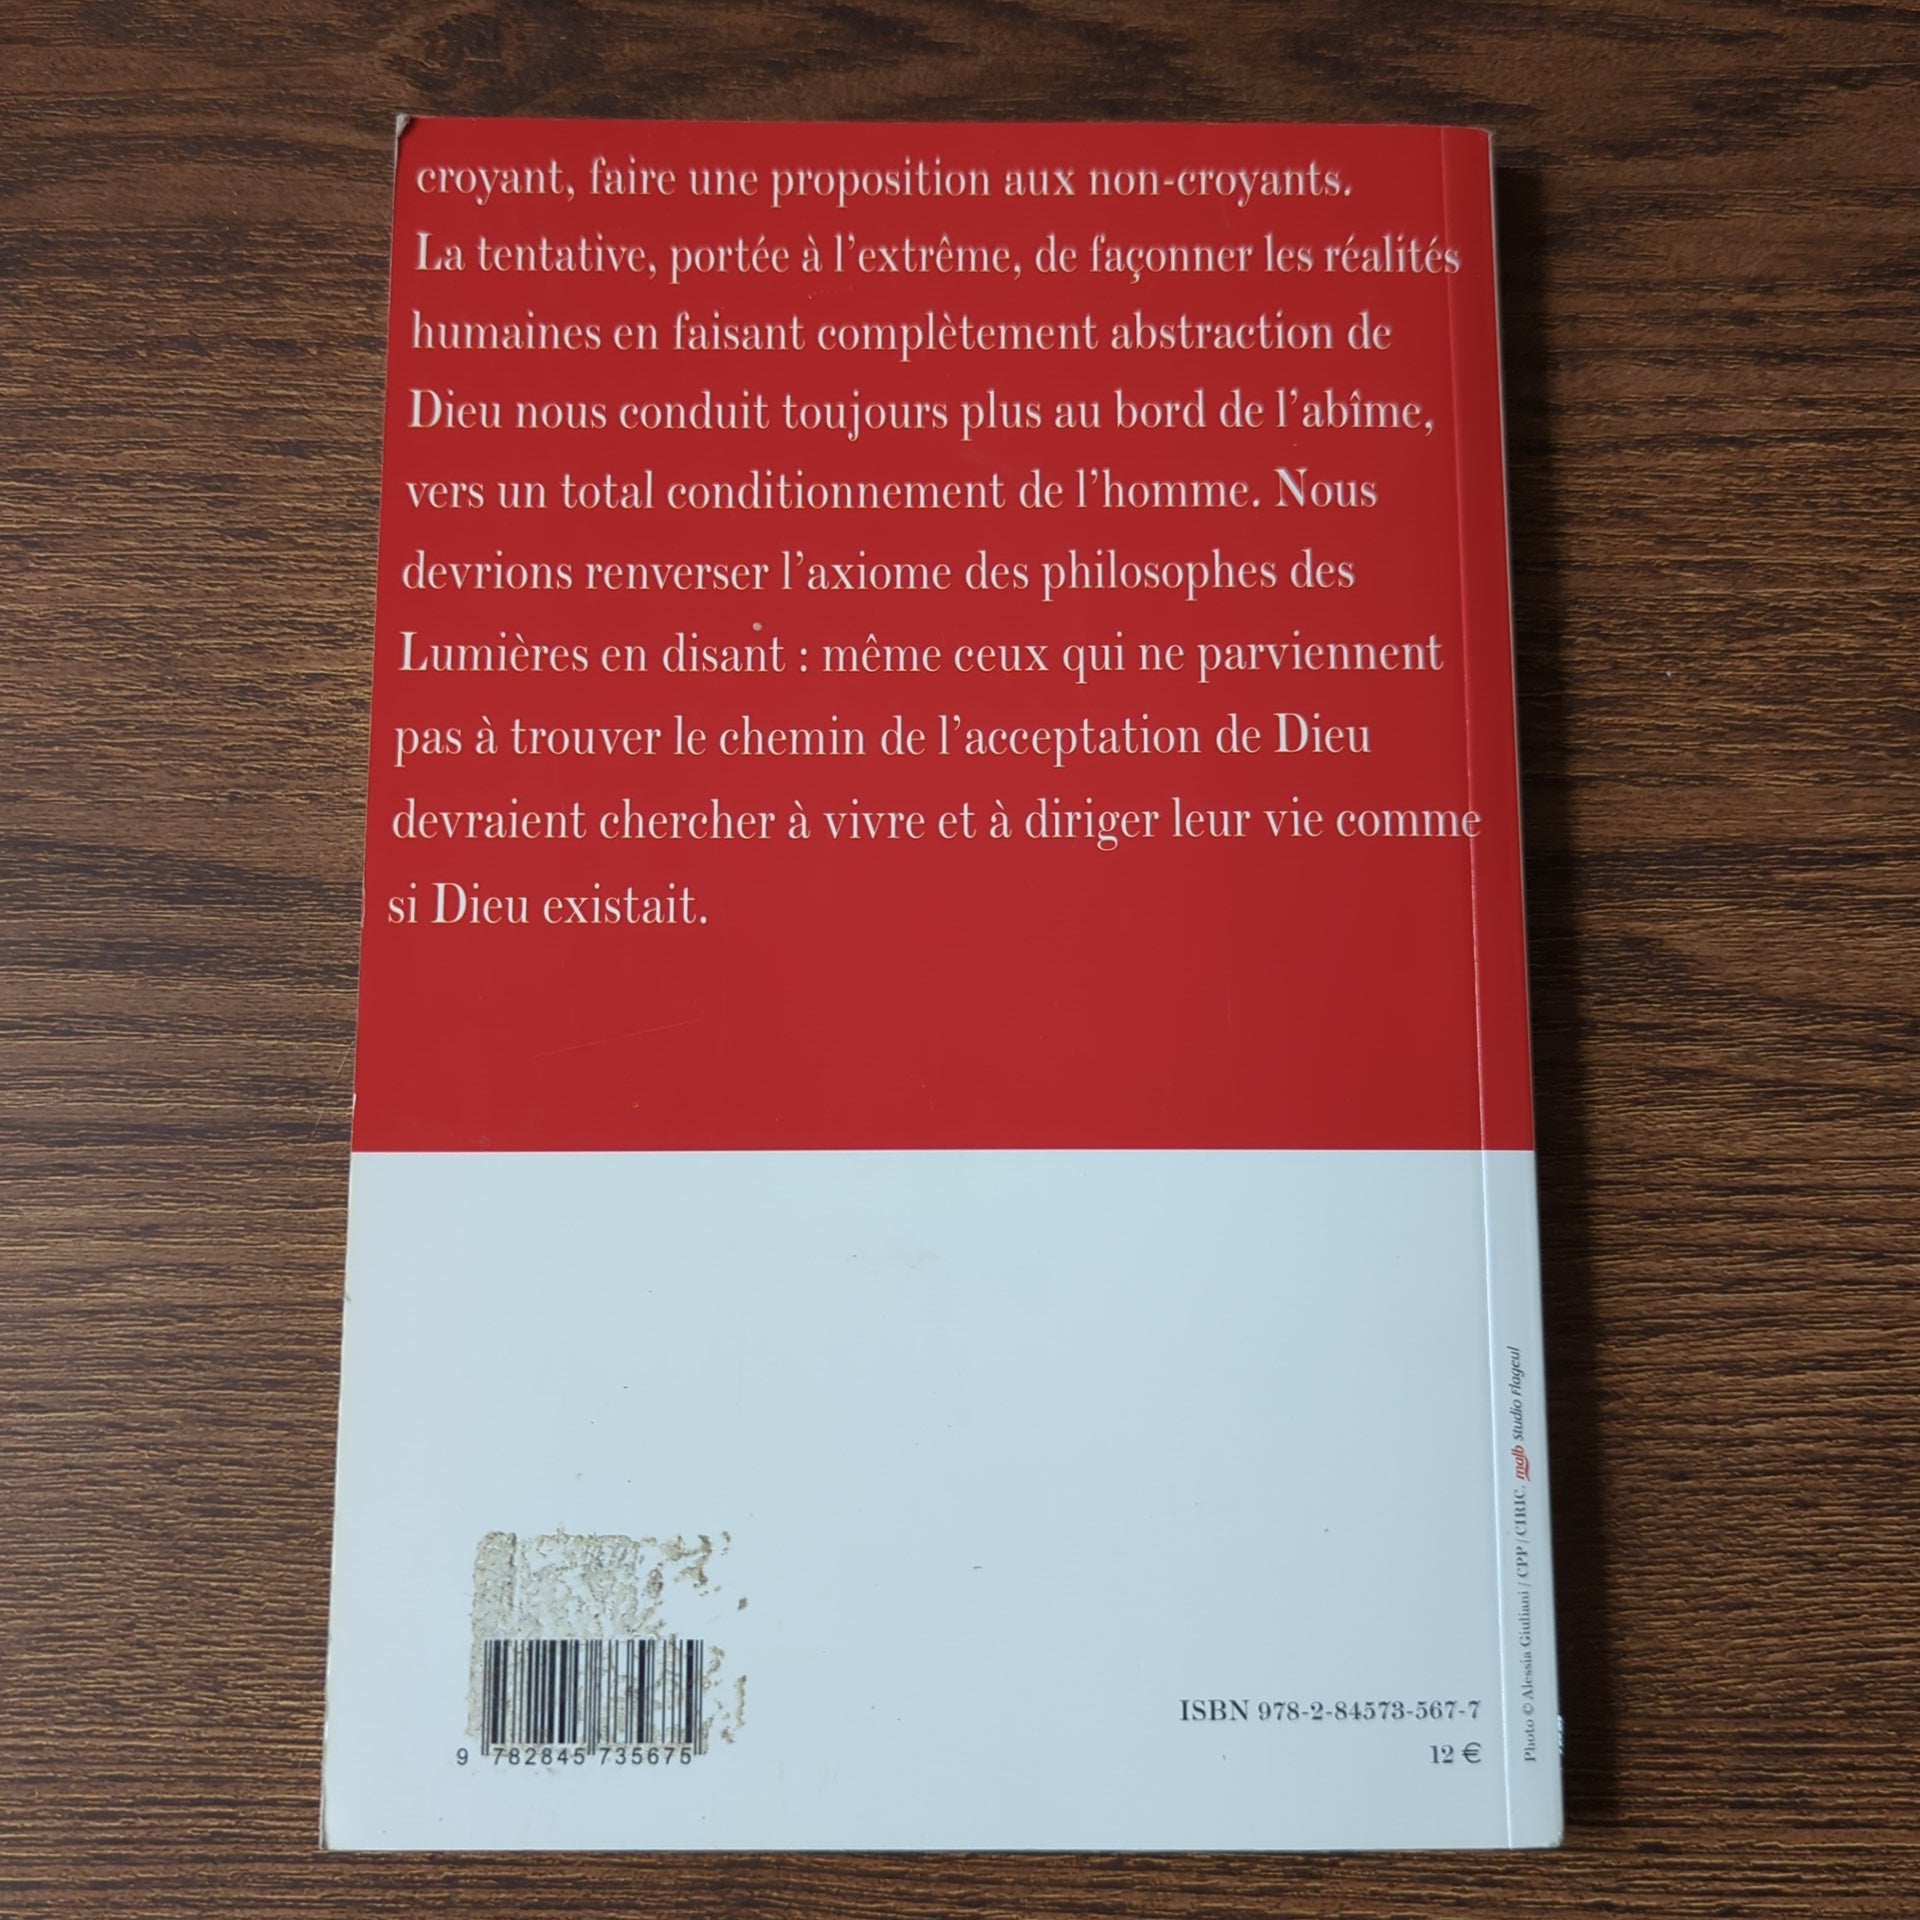 croyant, faire une proposition aux non-croyants.
La tentative, portée à l'extrême, de façonner les réalités
humaines en faisant complètement abstraction de
Dieu nous conduit toujours plus au bord de l'abîme,
vers un total conditionnement de l'homme. Nous
devrions renverser l'axiome des philosophes des
Lumières en disant : même ceux qui ne parviennent
pas à trouver le chemin de l'acceptation de Dieu
devraient chercher à vivre et à diriger leur vie comme
si Dieu existait.
9 782845 735675
ISBN 978-2-84573-567-7
12 €
Photo © Alessia Giuliani / CPP / CIRIC. malb studio Flageul